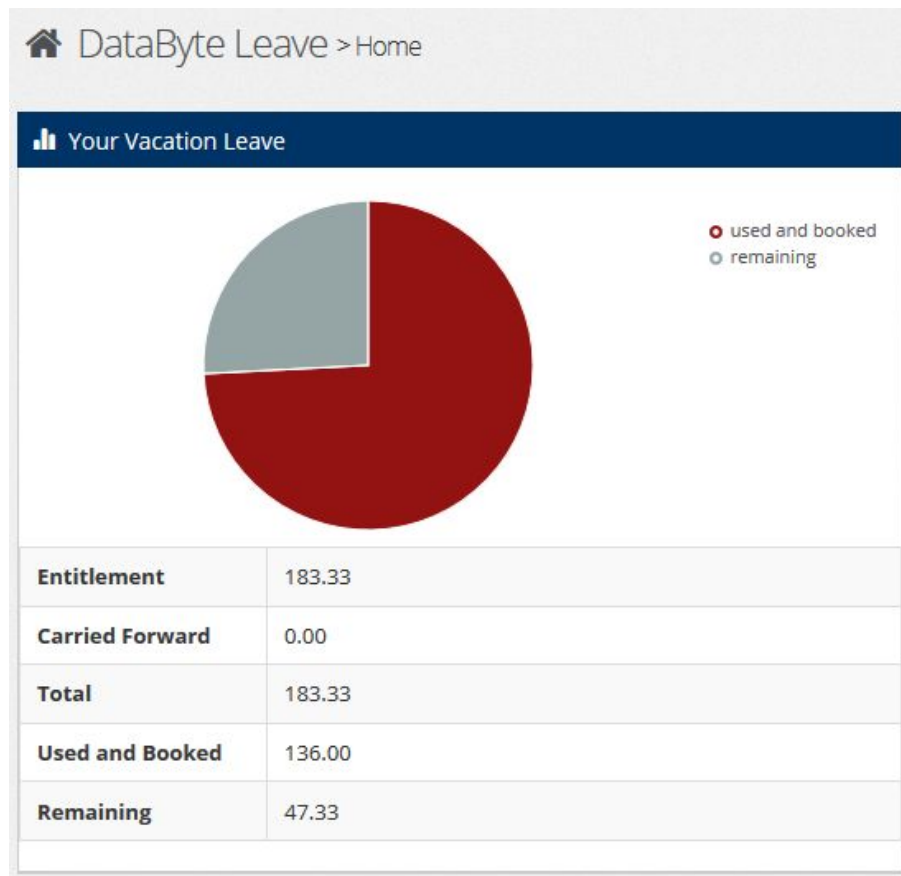 DataByte Leave > Home
Your Vacation Leave
used and booked
remaining
Entitlement 183.33
Carried Forward 0.00
Total 183.33
Used and Booked 136.00
Remaining 47.33